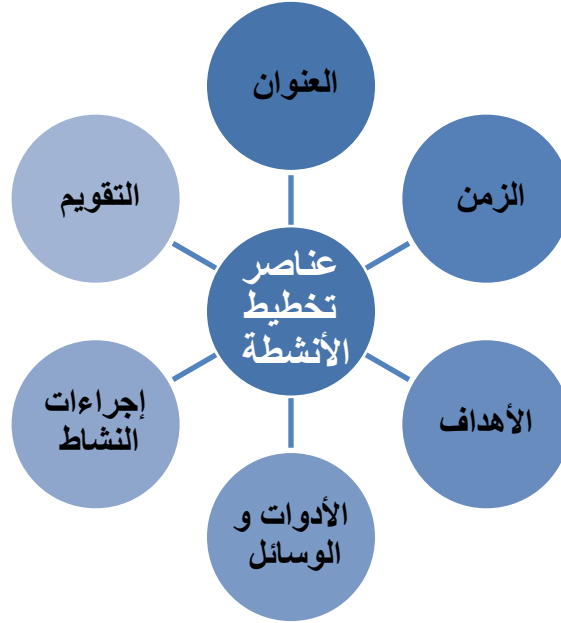 العنوان
الزمن
الأهداف
الأدوات و
الوسائل
إجراءات
النشاط
التقويم
عناصر
تخطيط
الأنشطة